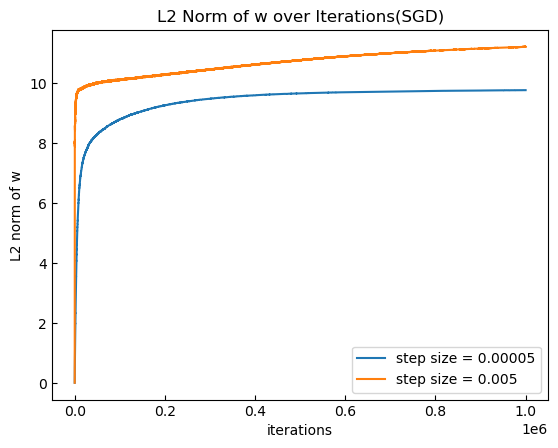 L2 Norm of w over Iterations(SGD)
L2 norm of w
10
8
6
4
2
0
0.0 0.2 0.4 0.6 0.8 1.0
1e6
iterations
step size = 0.00005
step size = 0.005